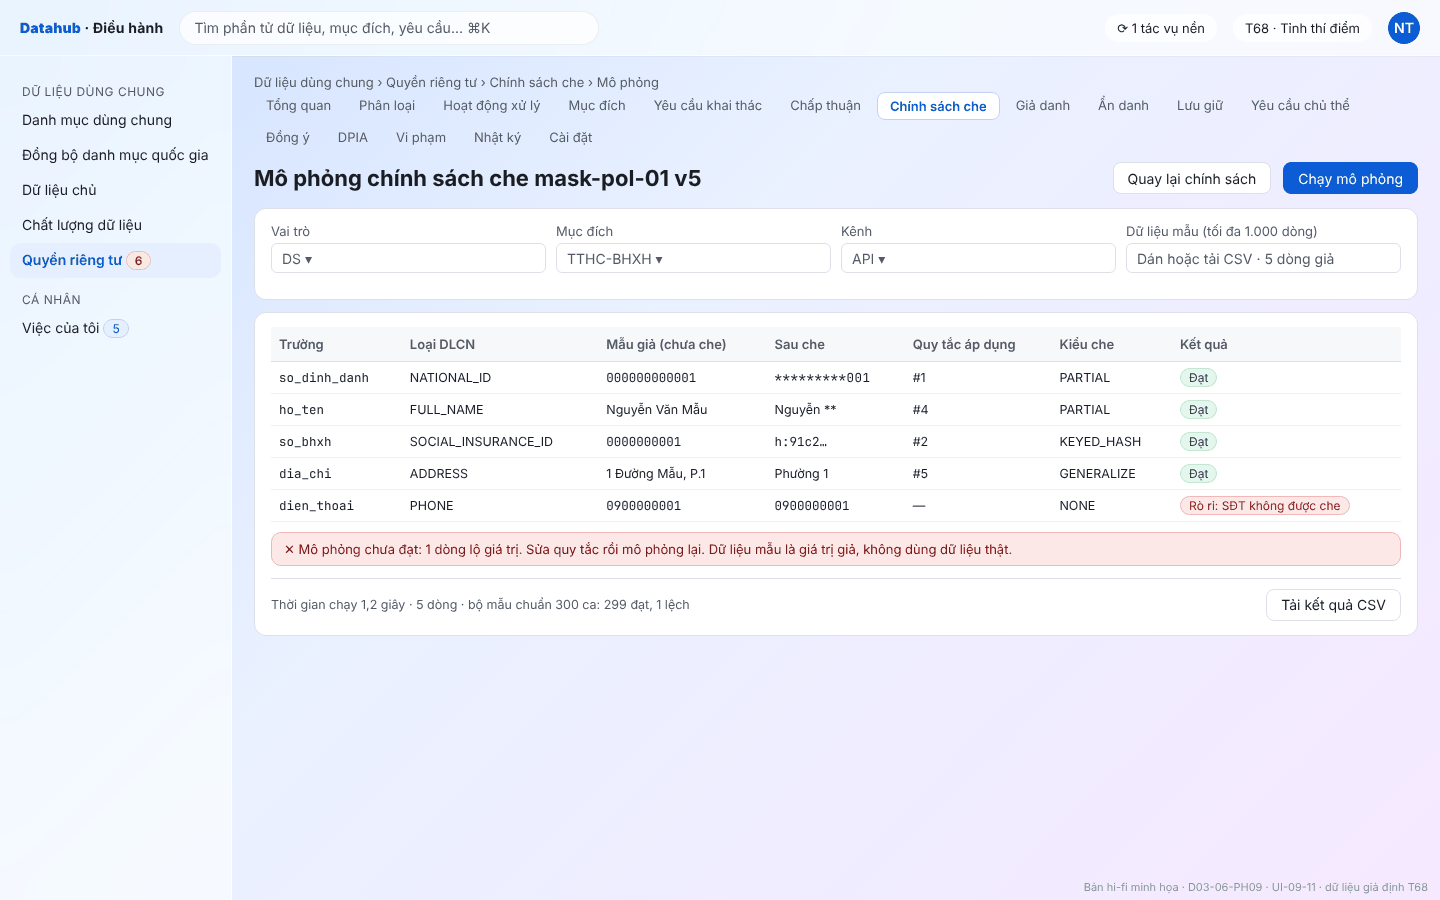 Datahub · Điều hành
Tìm phần tử dữ liệu, mục đích, yêu cầu... ⌘K
⟳ 1 tác vụ nền
T68 · Tỉnh thí điểm
NT
DỮ LIỆU DÙNG CHUNG
Danh mục dùng chung
Đồng bộ danh mục quốc gia
Dữ liệu chủ
Chất lượng dữ liệu
Quyền riêng tư 6
CÁ NHÂN
Việc của tôi 5
Dữ liệu dùng chung › Quyền riêng tư › Chính sách che › Mô phỏng
Tổng quan Phân loại Hoạt động xử lý Mục đích Yêu cầu khai thác Chấp thuận Chính sách che Giả danh Ẩn danh Lưu giữ Yêu cầu chủ thể
Đồng ý DPIA Vi phạm Nhật ký Cài đặt
Mô phỏng chính sách che mask-pol-01 v5
Quay lại chính sách
Chạy mô phỏng
Vai trò Mục đích Kênh Dữ liệu mẫu (tối đa 1.000 dòng)
DS ▾ TTHC-BHXH ▾ API ▾ Dán hoặc tải CSV · 5 dòng giả
Trường Loại DLCN Mẫu giả (chưa che) Sau che Quy tắc áp dụng Kiểu che Kết quả
so_dinh_danh NATIONAL_ID 000000000001 *********001 #1 PARTIAL Đạt
ho_ten FULL_NAME Nguyễn Văn Mẫu Nguyễn ** #4 PARTIAL Đạt
so_bhxh SOCIAL_INSURANCE_ID 0000000001 h:91c2… #2 KEYED_HASH Đạt
dia_chi ADDRESS 1 Đường Mẫu, P.1 Phường 1 #5 GENERALIZE Đạt
dien_thoai PHONE 0900000001 0900000001 — NONE Rò rỉ: SĐT không được che
✕ Mô phỏng chưa đạt: 1 dòng lộ giá trị. Sửa quy tắc rồi mô phỏng lại. Dữ liệu mẫu là giá trị giả, không dùng dữ liệu thật.
Thời gian chạy 1,2 giây · 5 dòng · bộ mẫu chuẩn 300 ca: 299 đạt, 1 lệch
Tải kết quả CSV
Bản hi-fi minh họa · D03-06-PH09 · UI-09-11 · dữ liệu giả định T68